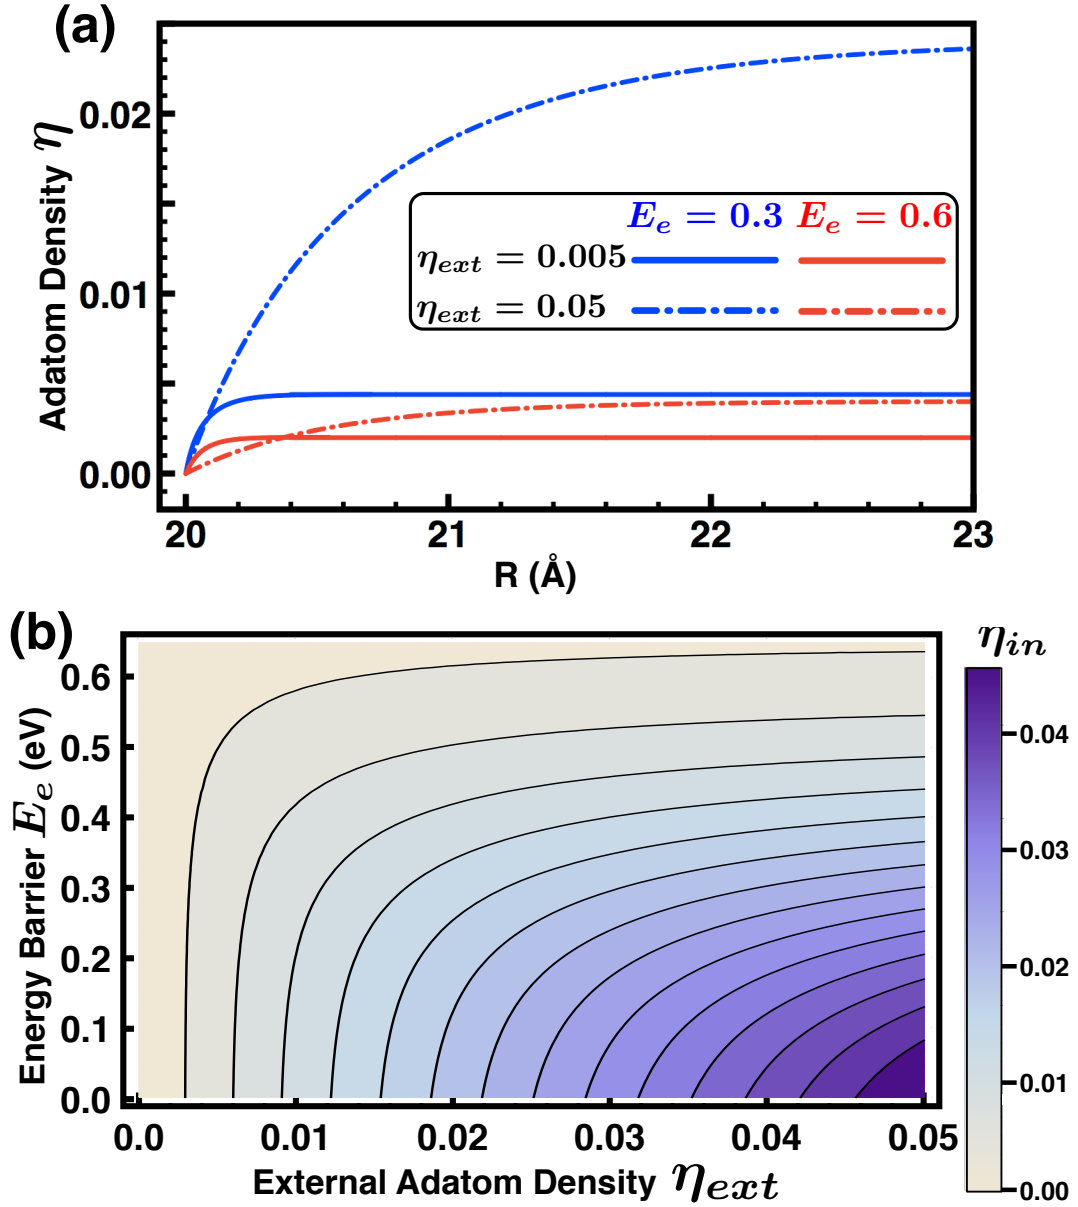 (a)
Adatom Density η
0.02
0.01
0.00
E_e = 0.3 E_e = 0.6
η_ext = 0.005
η_ext = 0.05
20 21 22 23
R (Å)
(b)
η_in
Energy Barrier E_e (eV)
0.6
0.5
0.4
0.3
0.2
0.1
0.0
0.04
0.03
0.02
0.01
0.00
0.0 0.01 0.02 0.03 0.04 0.05
External Adatom Density η_ext